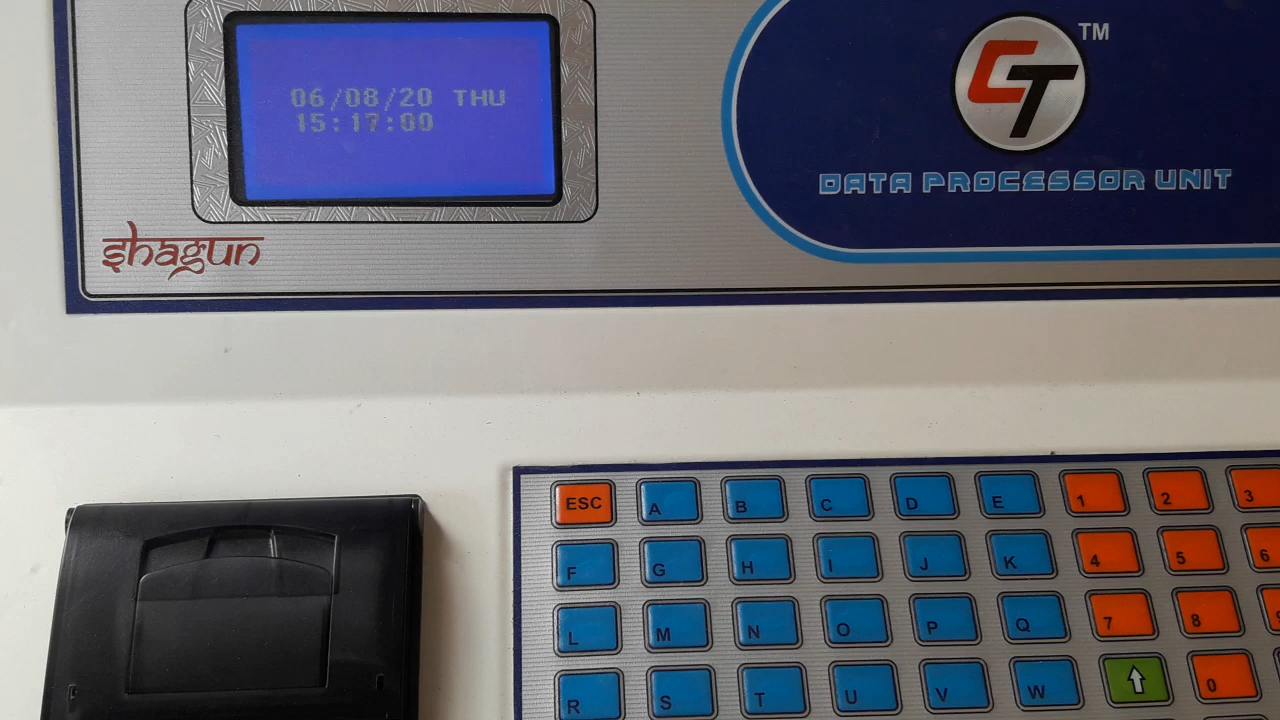 06/08/20 THU
15:17:00
CT TM
DATA PROCESSOR UNIT
shagun
ESC A B C D E 1 2 3
F G H I J K 4 5 6
L M N O P Q 7 8
R S T U V W ⇧ 0